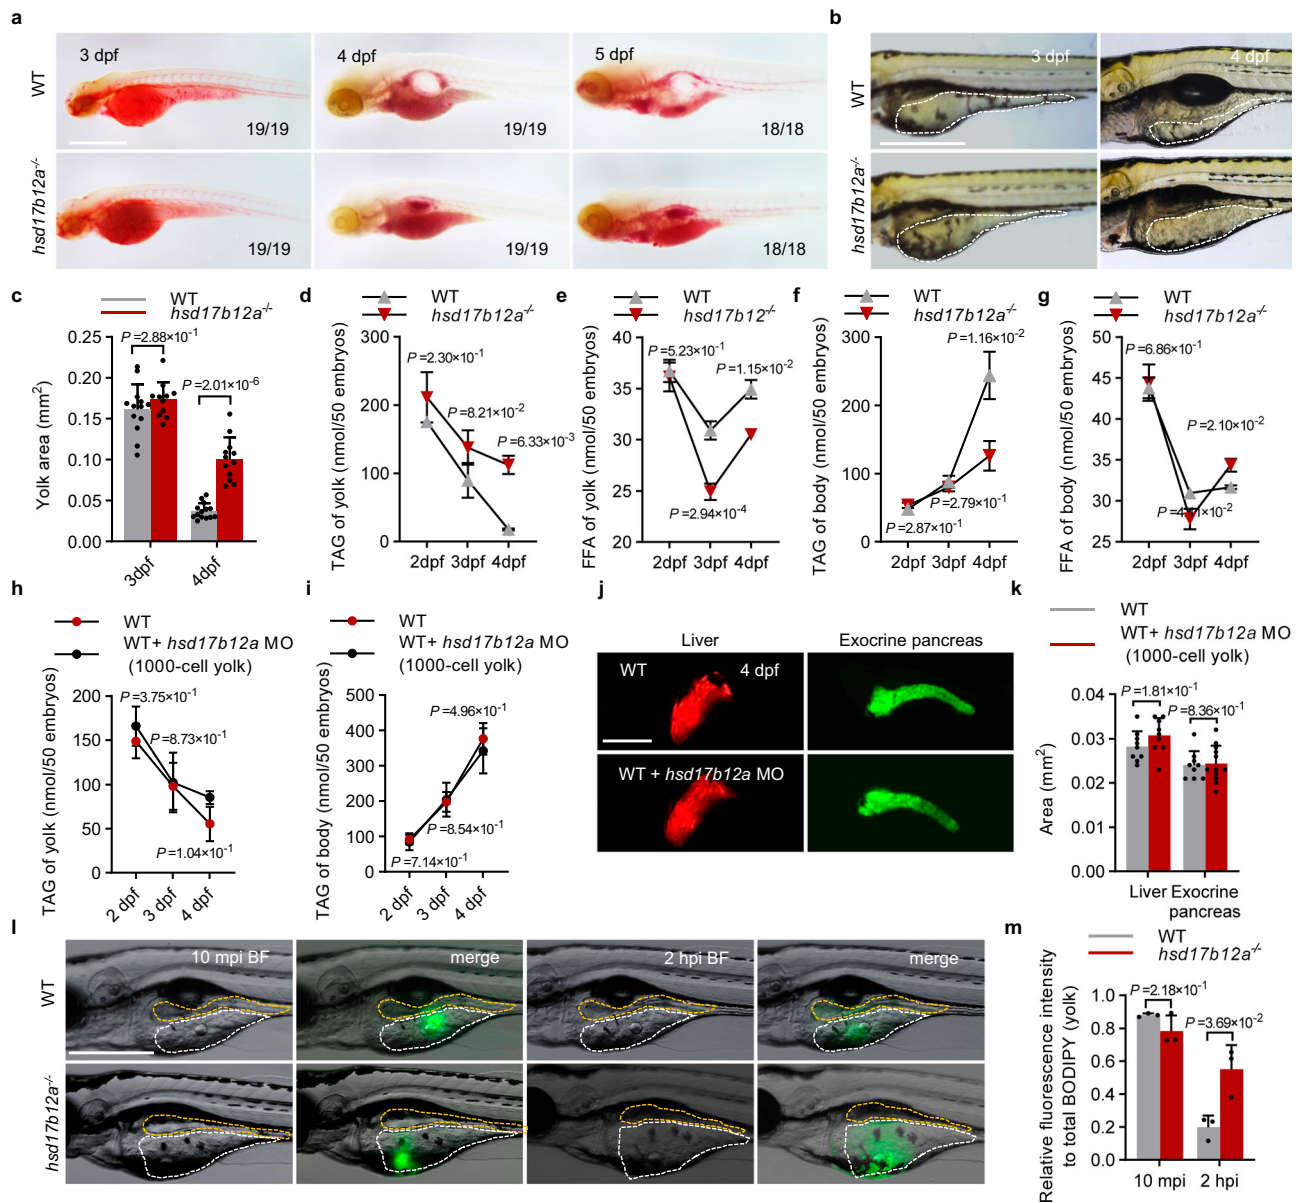 a
3 dpf
4 dpf
5 dpf
WT
19/19
19/19
18/18
hsd17b12a-/-
19/19
19/19
18/18
b
3 dpf
4 dpf
WT
hsd17b12a-/-
c
WT
hsd17b12a-/-
Yolk area (mm2)
0.25
0.20
0.15
0.10
0.05
0.00
P=2.88×10-1
P=2.01×10-6
3dpf
4dpf
d
WT
hsd17b12a-/-
TAG of yolk (nmol/50 embryos)
300
200
100
0
P=2.30×10-1
P=8.21×10-2
P=6.33×10-3
2dpf 3dpf 4dpf
e
WT
hsd17b12-/-
FFA of yolk (nmol/50 embryos)
40
35
30
25
20
P=5.23×10-1
P=1.15×10-2
P=2.94×10-4
2dpf 3dpf 4dpf
f
WT
hsd17b12a-/-
TAG of body (nmol/50 embryos)
300
200
100
0
P=1.16×10-2
P=2.79×10-1
P=2.87×10-1
2dpf 3dpf 4dpf
g
WT
hsd17b12a-/-
FFA of body (nmol/50 embryos)
50
45
40
35
30
25
P=6.86×10-1
P=2.10×10-2
2dpf 3dpf 4dpf
h
WT
WT+ hsd17b12a MO
(1000-cell yolk)
TAG of yolk (nmol/50 embryos)
200
150
100
50
0
P=3.75×10-1
P=8.73×10-1
P=1.04×10-1
2 dpf
3 dpf
4 dpf
i
WT
WT+ hsd17b12a MO
(1000-cell yolk)
TAG of body (nmol/50 embryos)
500
400
300
200
100
0
P=4.96×10-1
P=8.54×10-1
P=7.14×10-1
2 dpf
3 dpf
4 dpf
j
Liver
Exocrine pancreas
WT
4 dpf
WT + hsd17b12a MO
k
WT
WT+ hsd17b12a MO
(1000-cell yolk)
Area (mm2)
0.04
0.03
0.02
0.01
0.00
P=1.81×10-1
P=8.36×10-1
Liver Exocrine
pancreas
l
10 mpi BF
merge
2 hpi BF
merge
WT
hsd17b12a-/-
m
WT
hsd17b12a-/-
Relative fluorescence intensity
to total BODIPY (yolk)
1.0
0.8
0.6
0.4
0.2
0.0
P=2.18×10-1
P=3.69×10-2
10 mpi
2 hpi